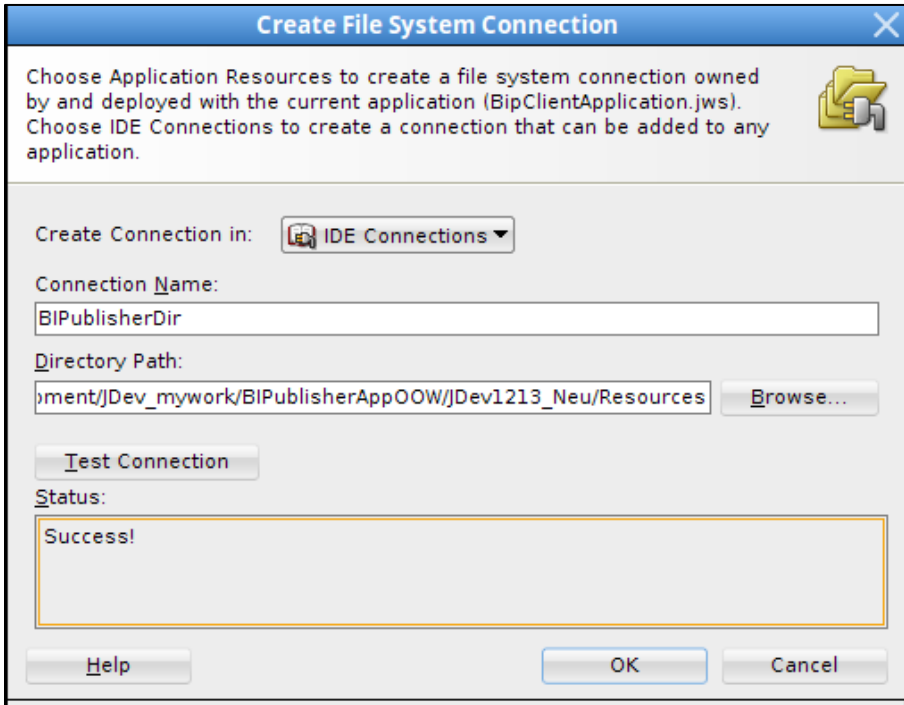 Create File System Connection
Choose Application Resources to create a file system connection owned
by and deployed with the current application (BipClientApplication.jws).
Choose IDE Connections to create a connection that can be added to any
application.
Create Connection in: IDE Connections
Connection Name:
BIPublisherDir
Directory Path:
pment/JDev_mywork/BIPublisherAppOOW/JDev1213_Neu/Resources Browse...
Test Connection
Status:
Success!
Help OK Cancel